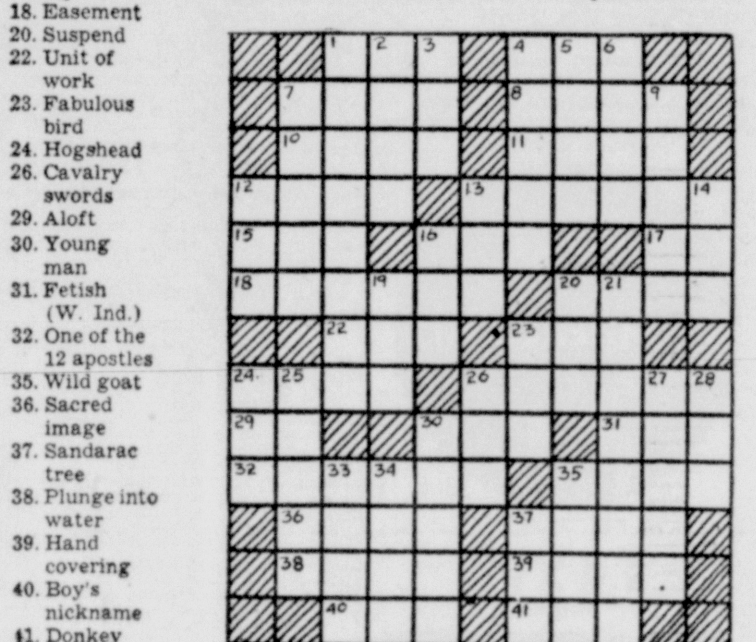 18. Easement
20. Suspend
22. Unit of
work
23. Fabulous
bird
24. Hogshead
26. Cavalry
swords
29. Aloft
30. Young
man
31. Fetish
(W. Ind.)
32. One of the
12 apostles
35. Wild goat
36. Sacred
image
37. Sandarac
tree
38. Plunge into
water
39. Hand
covering
40. Boy's
nickname
41. Donkey
1 2 3 4 5 6
7 8 9
10 11
12 13 14
15 16 17
18 19 20 21
22 23
24 25 26 27 28
29 30 31
32 33 34 35
36 37
38 39
40 41